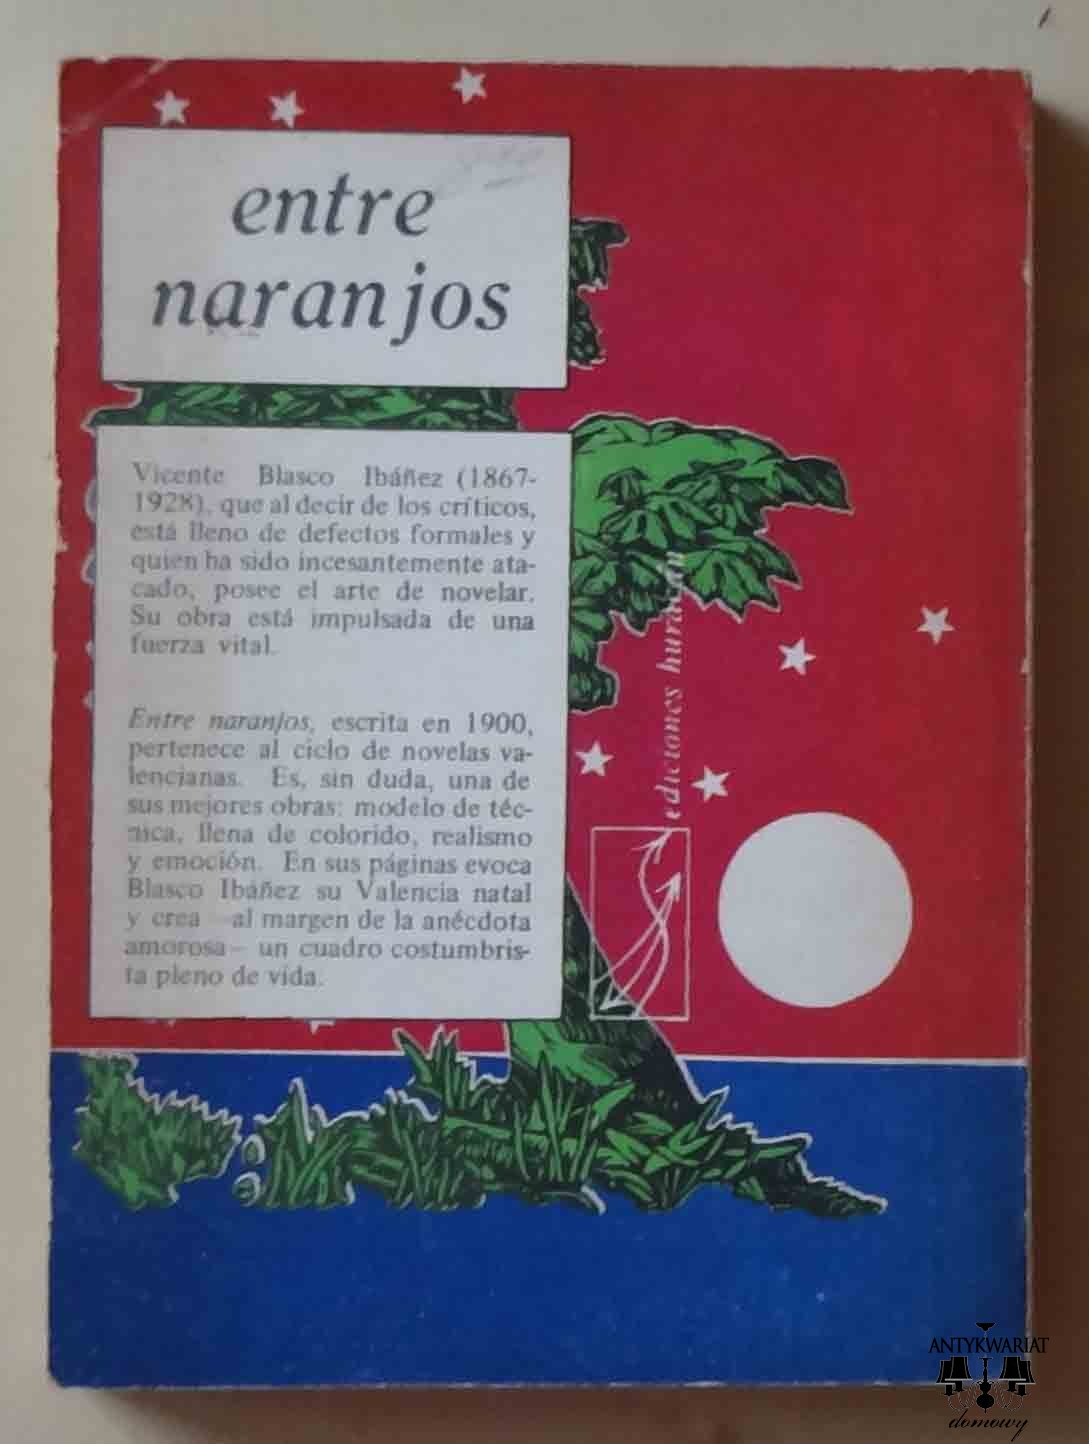 entre
naranjos
Vicente Blasco Ibáñez (1867-
1928), que al decir de los críticos,
está lleno de defectos formales y
quien ha sido incesantemente ata-
cado, posee el arte de novelar.
Su obra está impulsada de una
fuerza vital.
Entre naranjos, escrita en 1900,
pertenece al ciclo de novelas va-
lencianas. Es, sin duda, una de
sus mejores obras: modelo de téc-
nica, llena de colorido, realismo
y emoción. En sus páginas evoca
Blasco Ibáñez su Valencia natal
y crea —al margen de la anécdota
amorosa— un cuadro costumbris-
ta pleno de vida.
ediciones huracán
ANTYKWARIAT
domowy